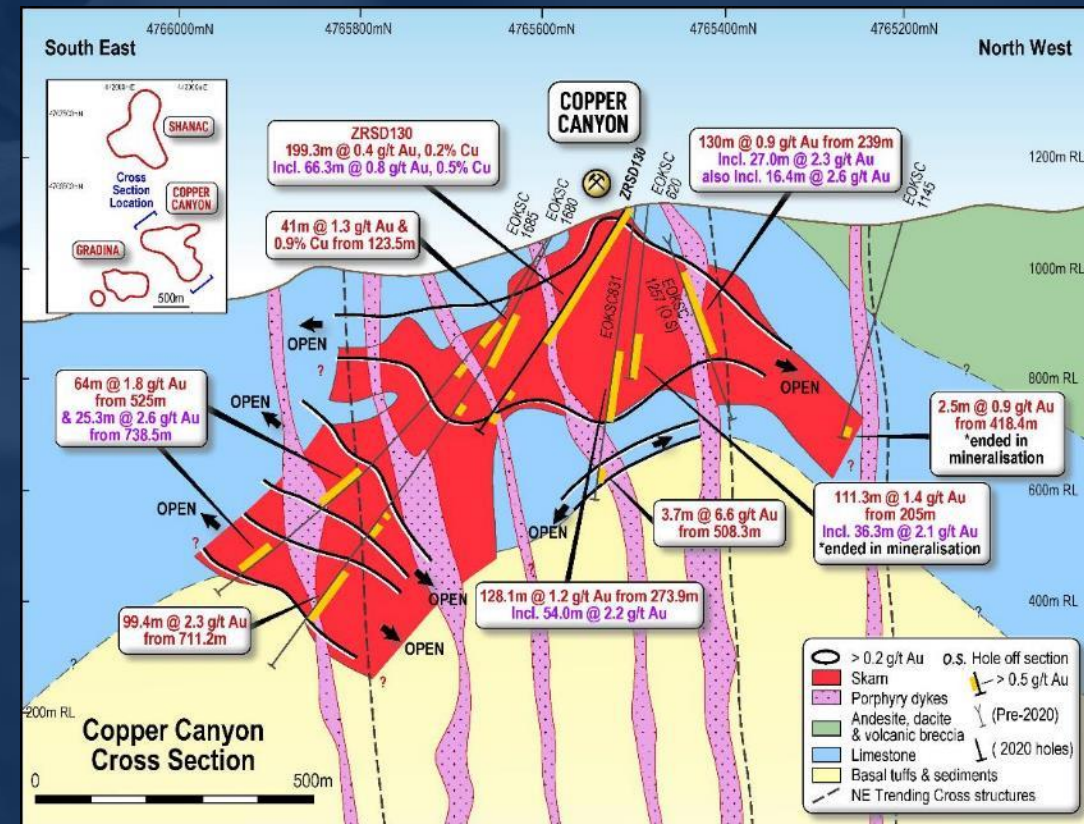 4766000mN
4765800mN
4765600mN
4765400mN
4765200mN
South East
North West
SHANAC
Cross
Section
Location
COPPER
CANYON
GRADINA
500m
COPPER
CANYON
ZRSD130
199.3m @ 0.4 g/t Au, 0.2% Cu
Incl. 66.3m @ 0.8 g/t Au, 0.5% Cu
130m @ 0.9 g/t Au from 239m
Incl. 27.0m @ 2.3 g/t Au
also incl. 16.4m @ 2.6 g/t Au
41m @ 1.3 g/t Au &
0.9% Cu from 123.5m
EOKSC
1685
EOKSC
1680
ZRSD130
EOKSC
620
EOKSC
1145
EOKSC831
EOKSC
1257 (O.S)
1200m RL
1000m RL
800m RL
600m RL
400m RL
200m RL
OPEN
?
OPEN
?
64m @ 1.8 g/t Au
from 525m
& 25.3m @ 2.6 g/t Au
from 738.5m
OPEN
2.5m @ 0.9 g/t Au
from 418.4m
*ended in
mineralisation
?
OPEN
?
OPEN
3.7m @ 6.6 g/t Au
from 508.3m
111.3m @ 1.4 g/t Au
from 205m
Incl. 36.3m @ 2.1 g/t Au
*ended in mineralisation
?
99.4m @ 2.3 g/t Au
from 711.2m
OPEN
128.1m @ 1.2 g/t Au from 273.9m
Incl. 54.0m @ 2.2 g/t Au
OPEN
?
?
?
Copper Canyon
Cross Section
0
500m
> 0.2 g/t Au
O.S. Hole off section
Skarn
> 0.5 g/t Au
Porphyry dykes
(Pre-2020)
Andesite, dacite
& volcanic breccia
( 2020 holes)
Limestone
Basal tuffs & sediments
NE Trending Cross structures